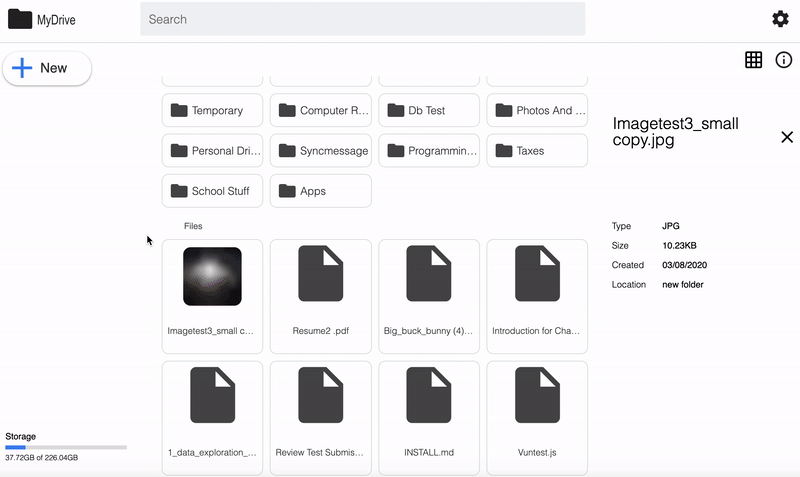 MyDrive
Search
New
Temporary
Computer R...
Db Test
Photos And ...
Personal Dri...
Syncmessage
Programmin...
Taxes
School Stuff
Apps
Files
Imagetest3_small c...
Resume2 .pdf
Big_buck_bunny (4)...
Introduction for Cha...
1_data_exploration_...
Review Test Submis...
INSTALL.md
Vuntest.js
Imagetest3_small
copy.jpg
Type JPG
Size 10.23KB
Created 03/08/2020
Location new folder
Storage
37.72GB of 226.04GB